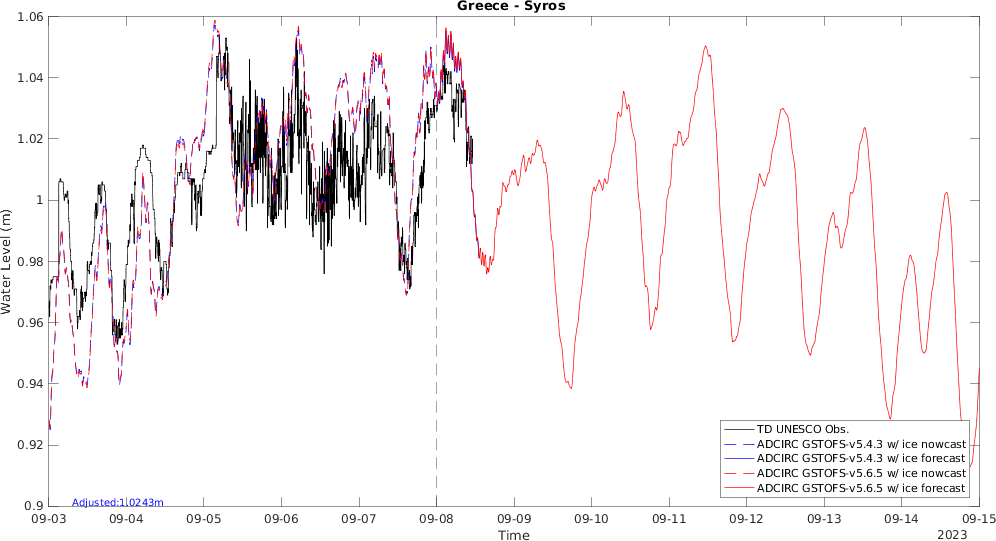 Greece - Syros
1.06
1.04
1.02
1
0.98
0.96
0.94
0.92
0.9
Water Level (m)
TD UNESCO Obs.
ADCIRC GSTOFS-v5.4.3 w/ ice nowcast
ADCIRC GSTOFS-v5.4.3 w/ ice forecast
ADCIRC GSTOFS-v5.6.5 w/ ice nowcast
ADCIRC GSTOFS-v5.6.5 w/ ice forecast
Adjusted:1.0243m
09-03 09-04 09-05 09-06 09-07 09-08 09-09 09-10 09-11 09-12 09-13 09-14 09-15
Time
2023